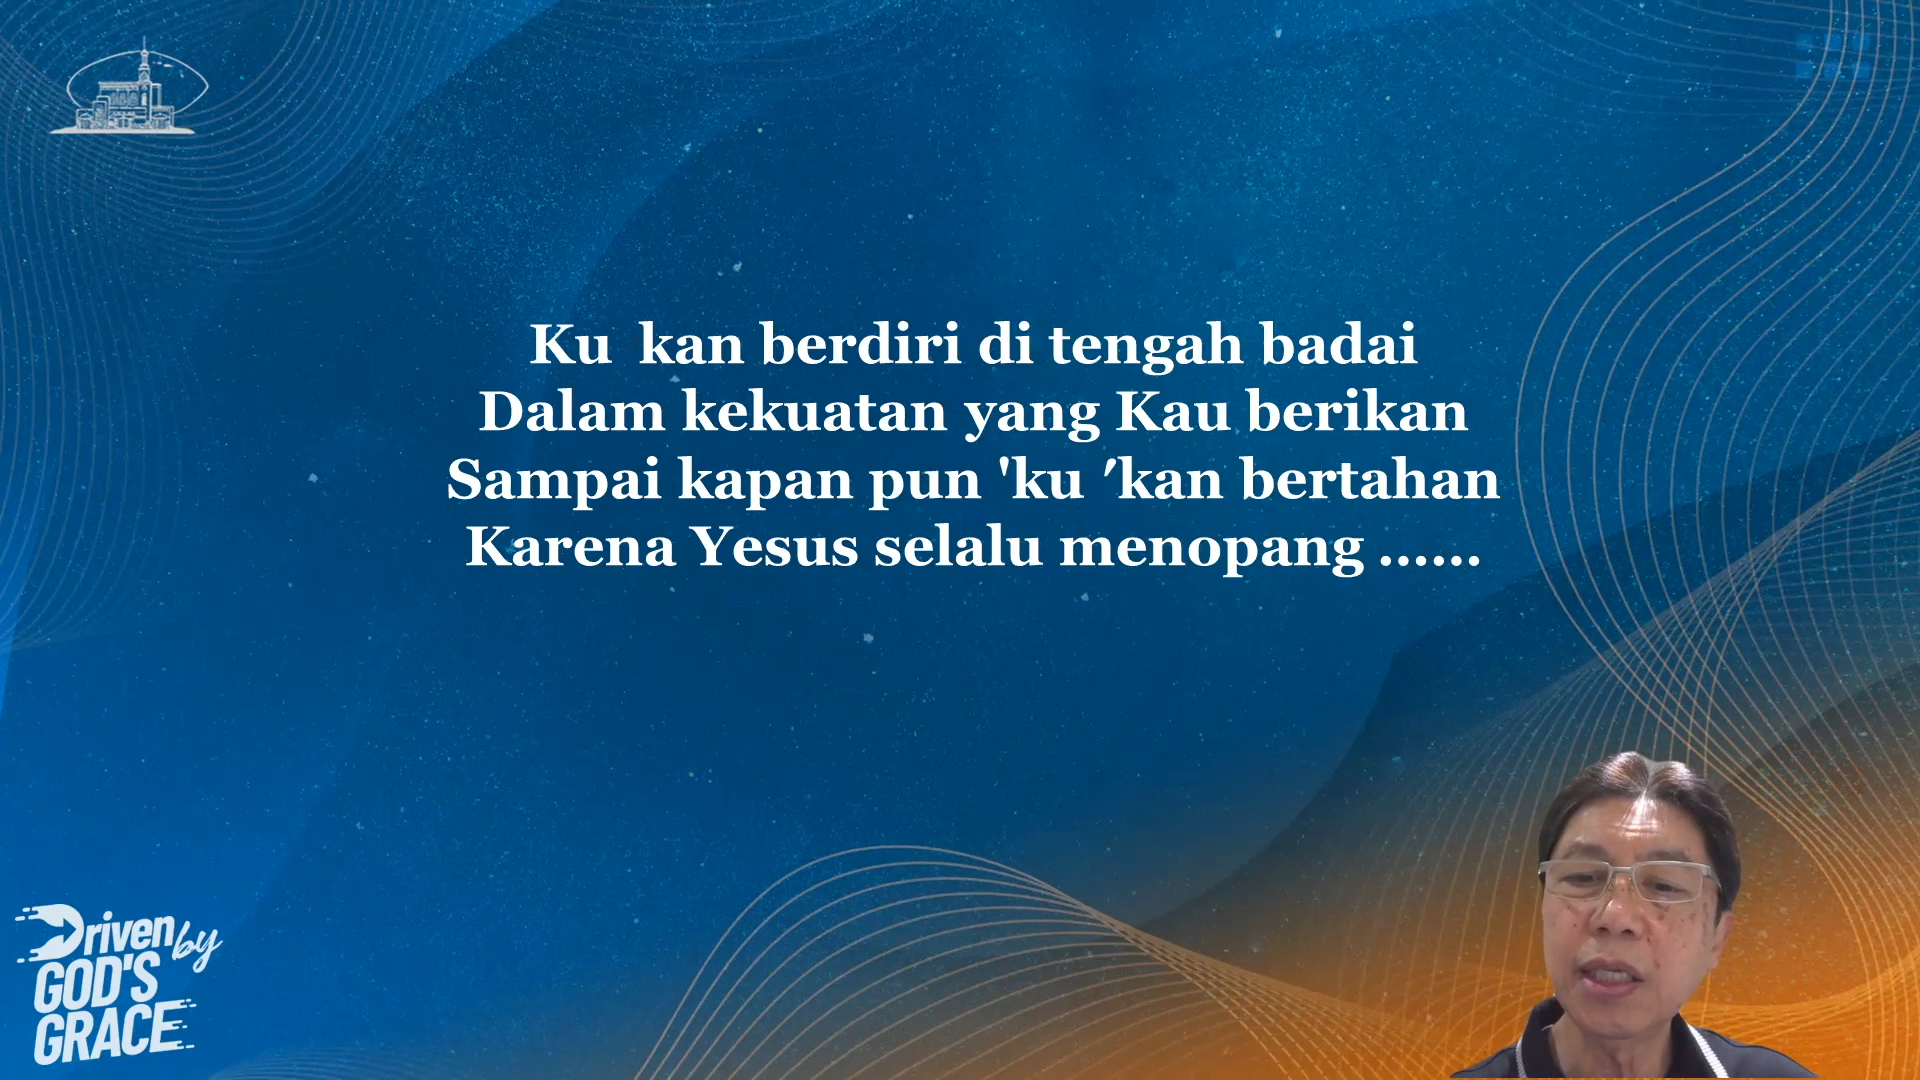 Ku  kan berdiri di tengah badai
Dalam kekuatan yang Kau berikan
Sampai kapan pun 'ku ′kan bertahan
Karena Yesus selalu menopang ......
Driven by
GOD'S
GRACE